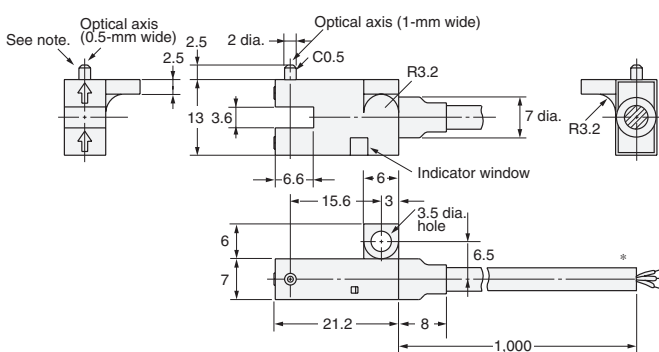 Optical axis
(0.5-mm wide)
See note.
2.5
2.5
2 dia.
Optical axis (1-mm wide)
C0.5
R3.2
13
3.6
7 dia.
R3.2
Indicator window
6.6
6
15.6
3
3.5 dia.
hole
6
7
6.5
*
21.2
8
1,000